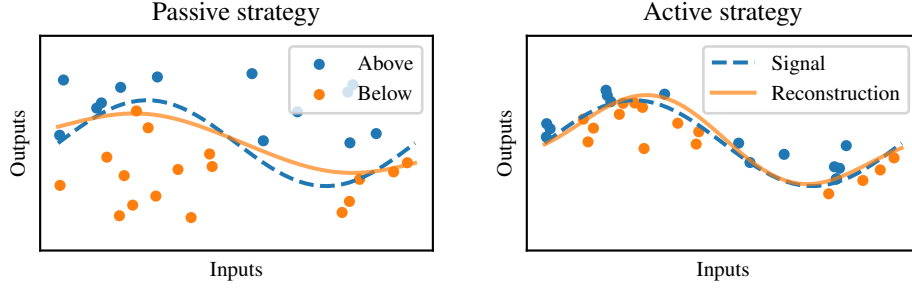 Passive strategy
Above
Below
Outputs
Inputs
Active strategy
Signal
Reconstruction
Outputs
Inputs